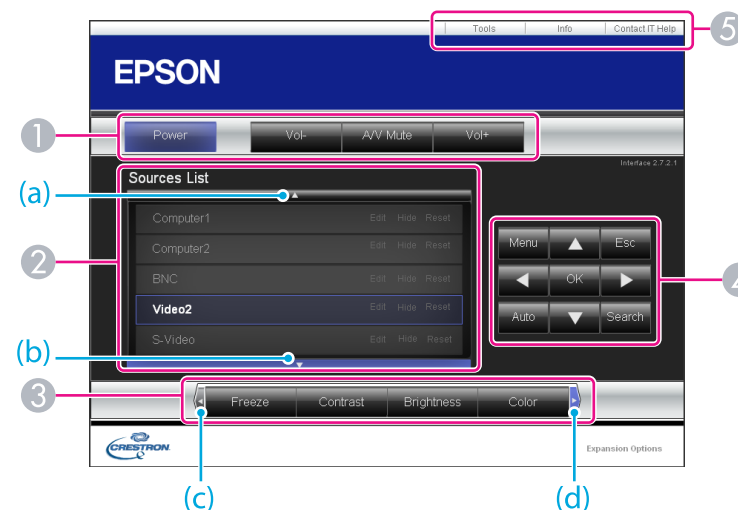 Tools Info Contact IT Help
5
EPSON
1
Power Vol- A/V Mute Vol+
Interface 2.7.2.1
Sources List
(a)
Computer1 Edit Hide Reset
Computer2 Edit Hide Reset
2
BNC Edit Hide Reset
Video2 Edit Hide Reset
S-Video Edit Hide Reset
(b)
Menu Esc
OK
4
Auto Search
3
Freeze Contrast Brightness Color
CRESTRON
Expansion Options
(c) (d)